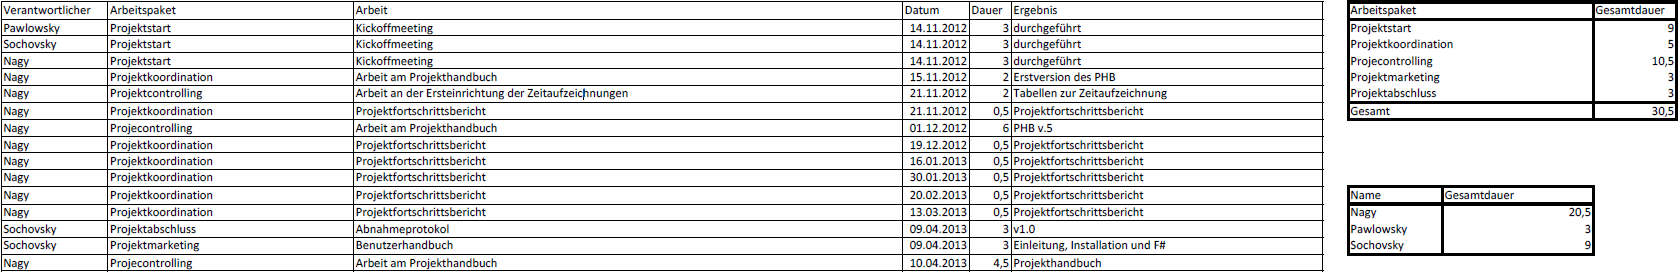 Verantwortlicher Arbeitspaket Arbeit Datum Dauer Ergebnis
Pawlowsky Projektstart Kickoffmeeting 14.11.2012 3 durchgeführt
Sochovsky Projektstart Kickoffmeeting 14.11.2012 3 durchgeführt
Nagy Projektstart Kickoffmeeting 14.11.2012 3 durchgeführt
Nagy Projektkoordination Arbeit am Projekthandbuch 15.11.2012 2 Erstversion des PHB
Nagy Projektcontrolling Arbeit an der Ersteinrichtung der Zeitaufzeichnungen 21.11.2012 2 Tabellen zur Zeitaufzeichnung
Nagy Projektkoordination Projektfortschrittsbericht 21.11.2012 0,5 Projektfortschrittsbericht
Nagy Projecontrolling Arbeit am Projekthandbuch 01.12.2012 6 PHB v.5
Nagy Projektkoordination Projektfortschrittsbericht 19.12.2012 0,5 Projektfortschrittsbericht
Nagy Projektkoordination Projektfortschrittsbericht 16.01.2013 0,5 Projektfortschrittsbericht
Nagy Projektkoordination Projektfortschrittsbericht 30.01.2013 0,5 Projektfortschrittsbericht
Nagy Projektkoordination Projektfortschrittsbericht 20.02.2013 0,5 Projektfortschrittsbericht
Nagy Projektkoordination Projektfortschrittsbericht 13.03.2013 0,5 Projektfortschrittsbericht
Sochovsky Projektabschluss Abnahmeprotokol 09.04.2013 3 v1.0
Sochovsky Projektmarketing Benutzerhandbuch 09.04.2013 3 Einleitung, Installation und F#
Nagy Projecontrolling Arbeit am Projekthandbuch 10.04.2013 4,5 Projekthandbuch
Arbeitspaket Gesamtdauer
Projektstart 9
Projektkoordination 5
Projecontrolling 10,5
Projektmarketing 3
Projektabschluss 3
Gesamt 30,5
Name Gesamtdauer
Nagy 20,5
Pawlowsky 3
Sochovsky 9